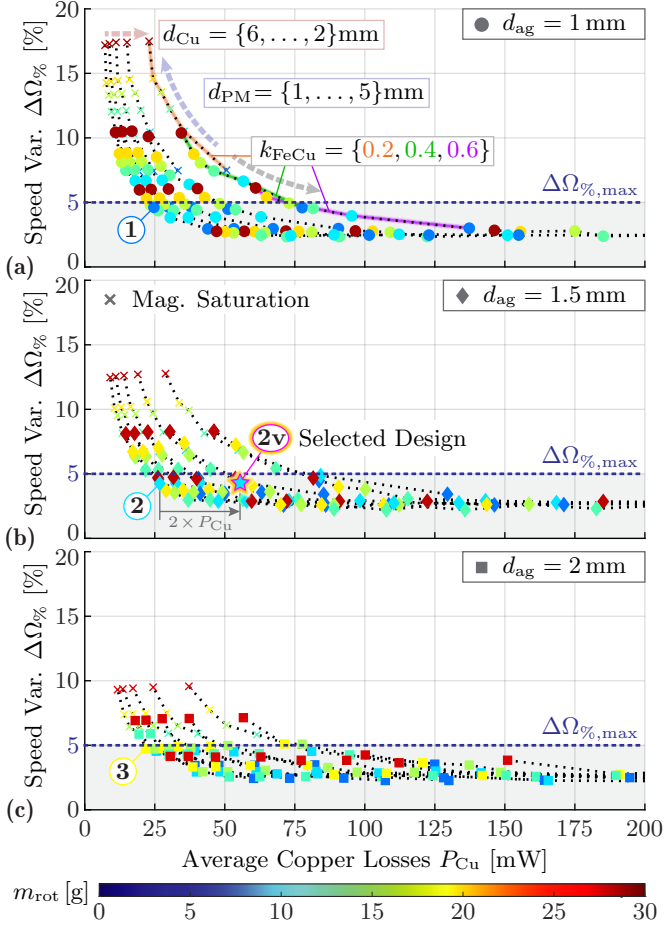 20
15
10
5
0
Speed Var. ΔΩ% [%]
d_Cu = {6, . . . , 2}mm
d_ag = 1 mm
d_PM = {1, . . . , 5}mm
k_FeCu = {0.2, 0.4, 0.6}
ΔΩ%,max
1
(a)
20
15
10
5
0
Speed Var. ΔΩ% [%]
× Mag. Saturation
d_ag = 1.5 mm
2v Selected Design
ΔΩ%,max
2
2 × P_Cu
(b)
20
15
10
5
0
Speed Var. ΔΩ% [%]
d_ag = 2 mm
ΔΩ%,max
3
(c)
0 25 50 75 100 125 150 175 200
Average Copper Losses P_Cu [mW]
m_rot [g]
0 5 10 15 20 25 30